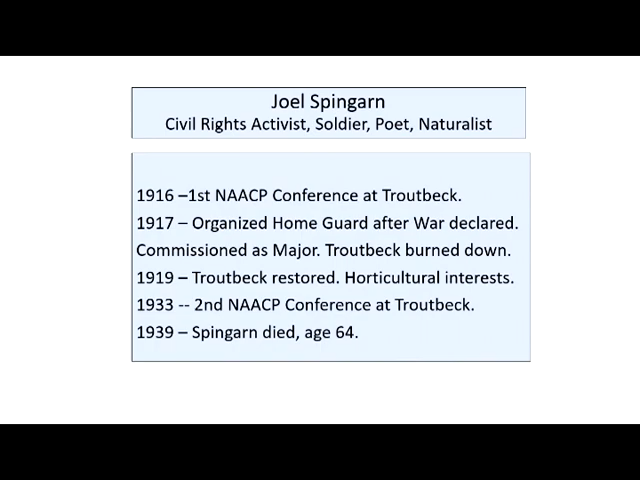 Joel Spingarn
Civil Rights Activist, Soldier, Poet, Naturalist
1916 –1st NAACP Conference at Troutbeck.
1917 – Organized Home Guard after War declared.
Commissioned as Major. Troutbeck burned down.
1919 – Troutbeck restored. Horticultural interests.
1933 -- 2nd NAACP Conference at Troutbeck.
1939 – Spingarn died, age 64.